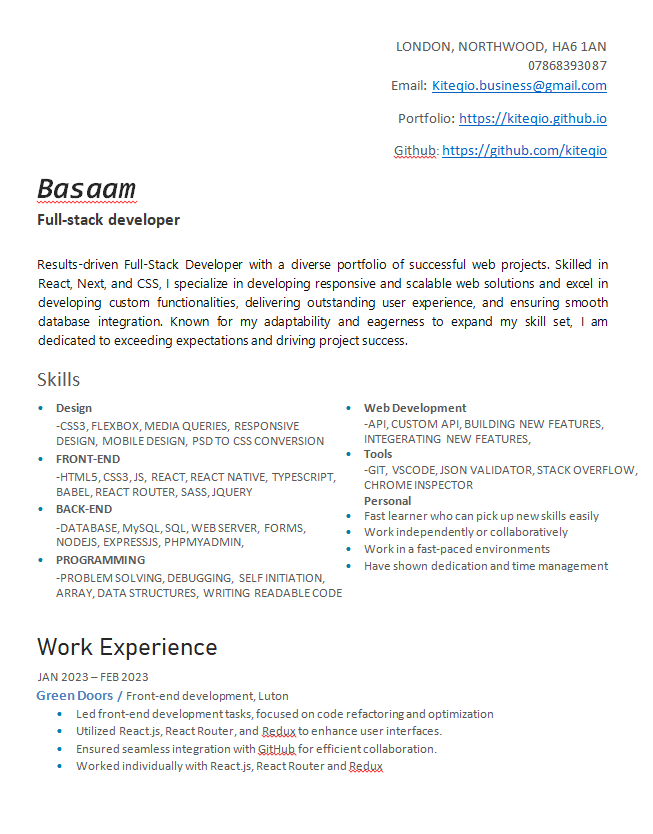 LONDON, NORTHWOOD, HA6 1AN
07868393087
Email: Kiteqio.business@gmail.com
Portfolio: https://kiteqio.github.io
Github: https://github.com/kiteqio
Basaam
Full-stack developer
Results-driven Full-Stack Developer with a diverse portfolio of successful web projects. Skilled in
React, Next, and CSS, I specialize in developing responsive and scalable web solutions and excel in
developing custom functionalities, delivering outstanding user experience, and ensuring smooth
database integration. Known for my adaptability and eagerness to expand my skill set, I am
dedicated to exceeding expectations and driving project success.
Skills
• Design
-CSS3, FLEXBOX, MEDIA QUERIES, RESPONSIVE
DESIGN, MOBILE DESIGN, PSD TO CSS CONVERSION
• FRONT-END
-HTML5, CSS3, JS, REACT, REACT NATIVE, TYPESCRIPT,
BABEL, REACT ROUTER, SASS, JQUERY
• BACK-END
-DATABASE, MySQL, SQL, WEB SERVER, FORMS,
NODEJS, EXPRESSJS, PHPMYADMIN,
• PROGRAMMING
-PROBLEM SOLVING, DEBUGGING, SELF INITIATION,
ARRAY, DATA STRUCTURES, WRITING READABLE CODE
• Web Development
-API, CUSTOM API, BUILDING NEW FEATURES,
INTEGERATING NEW FEATURES,
• Tools
-GIT, VSCODE, JSON VALIDATOR, STACK OVERFLOW,
CHROME INSPECTOR
Personal
• Fast learner who can pick up new skills easily
• Work independently or collaboratively
• Work in a fast-paced environments
• Have shown dedication and time management
Work Experience
JAN 2023 – FEB 2023
Green Doors / Front-end development, Luton
• Led front-end development tasks, focused on code refactoring and optimization
• Utilized React.js, React Router, and Redux to enhance user interfaces.
• Ensured seamless integration with GitHub for efficient collaboration.
• Worked individually with React.js, React Router and Redux